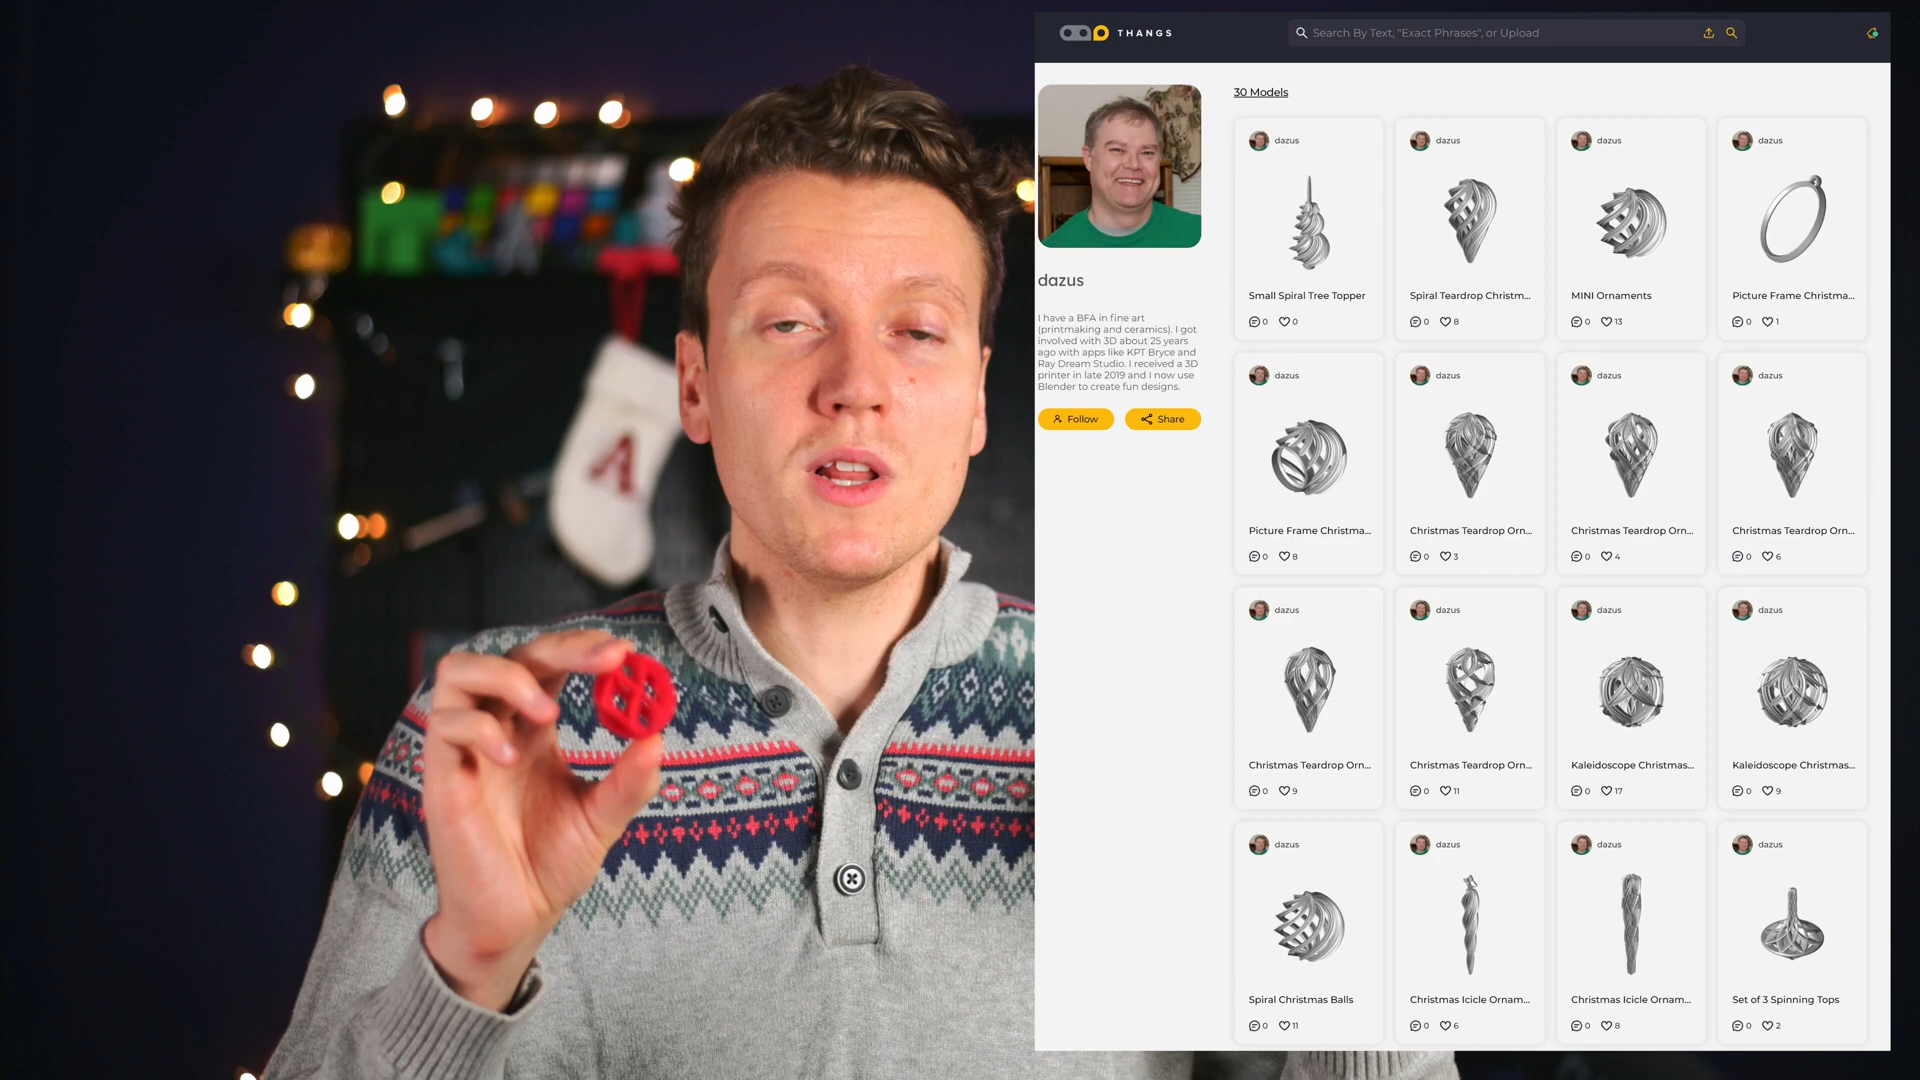 THANGS
Search By Text, "Exact Phrases", or Upload
30 Models
dazus
I have a BFA in fine art
(printmaking and ceramics). I got
involved with 3D about 25 years
ago with apps like KPT Bryce and
Ray Dream Studio. I received a 3D
printer in late 2019 and I now use
Blender to create fun designs.
Follow
Share
dazus
Small Spiral Tree Topper
0 0
dazus
Spiral Teardrop Christm...
0 8
dazus
MINI Ornaments
0 13
dazus
Picture Frame Christma...
0 1
dazus
Picture Frame Christma...
0 8
dazus
Christmas Teardrop Orn...
0 3
dazus
Christmas Teardrop Orn...
0 4
dazus
Christmas Teardrop Orn...
0 6
dazus
Christmas Teardrop Orn...
0 9
dazus
Christmas Teardrop Orn...
0 11
dazus
Kaleidoscope Christmas...
0 17
dazus
Kaleidoscope Christmas...
0 9
dazus
Spiral Christmas Balls
0 11
dazus
Christmas Icicle Ornam...
0 6
dazus
Christmas Icicle Ornam...
0 8
dazus
Set of 3 Spinning Tops
0 2
A